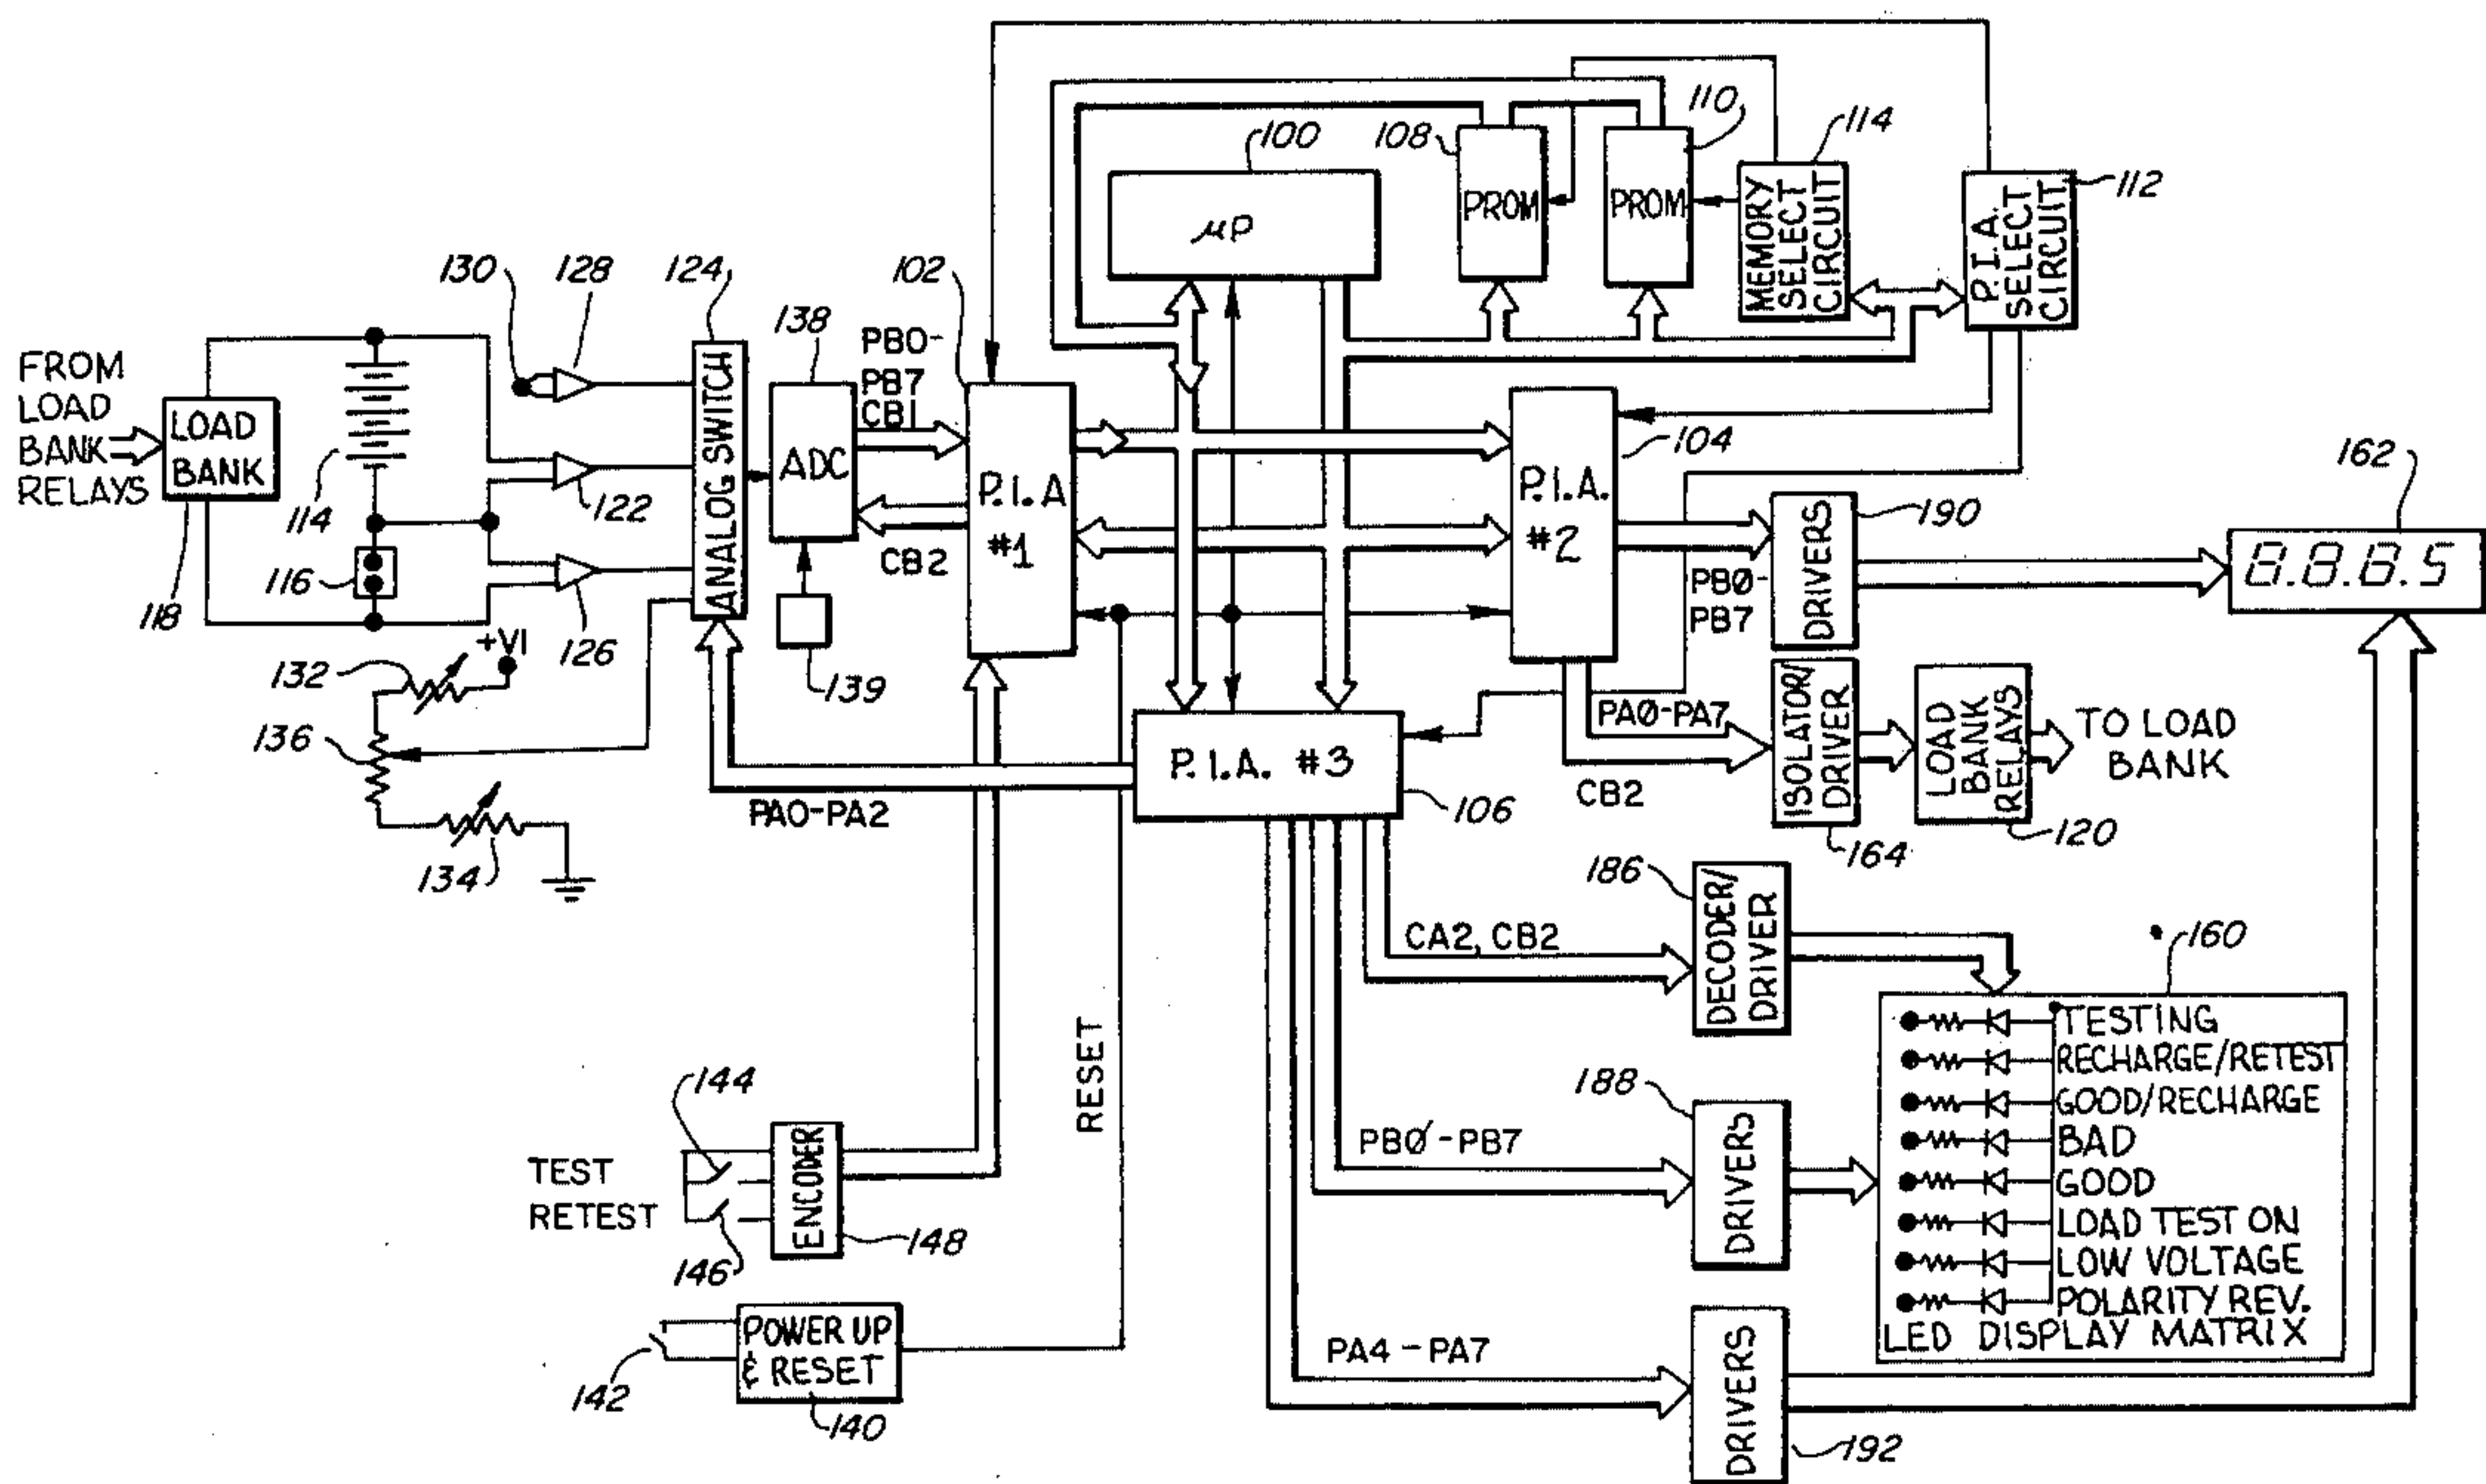 100
108
110
114
112
μP
PROM
PROM
MEMORY
SELECT
CIRCUIT
P.I.A.
SELECT
CIRCUIT
130
128
124
102
138
PB0-
PB7
CB1
FROM
LOAD
BANK
RELAYS
LOAD
BANK
118
114
116
122
126
ANALOG SWITCH
ADC
CB2
139
P.I.A
#1
P.I.A.
#2
104
PB0-
PB7
DRIVERS
190
162
8.8.8.5
+V1
132
136
134
PA0-PA2
P.I.A. #3
106
PA0-PA7
CB2
ISOLATOR/
DRIVER
164
LOAD
BANK
RELAYS
120
TO LOAD
BANK
186
CA2, CB2
DECODER/
DRIVER
160
RESET
TESTING
RECHARGE/RETEST
GOOD/RECHARGE
BAD
GOOD
LOAD TEST ON
LOW VOLTAGE
POLARITY REV.
LED DISPLAY MATRIX
144
TEST
RETEST
146
ENCODER
148
PB0-PB7
188
DRIVERS
142
POWER UP
& RESET
140
PA4-PA7
DRIVERS
192